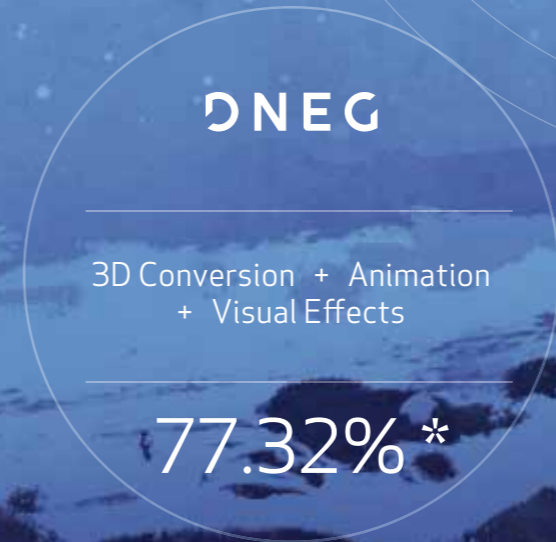 DNEG
3D Conversion + Animation
+ Visual Effects
77.32% *